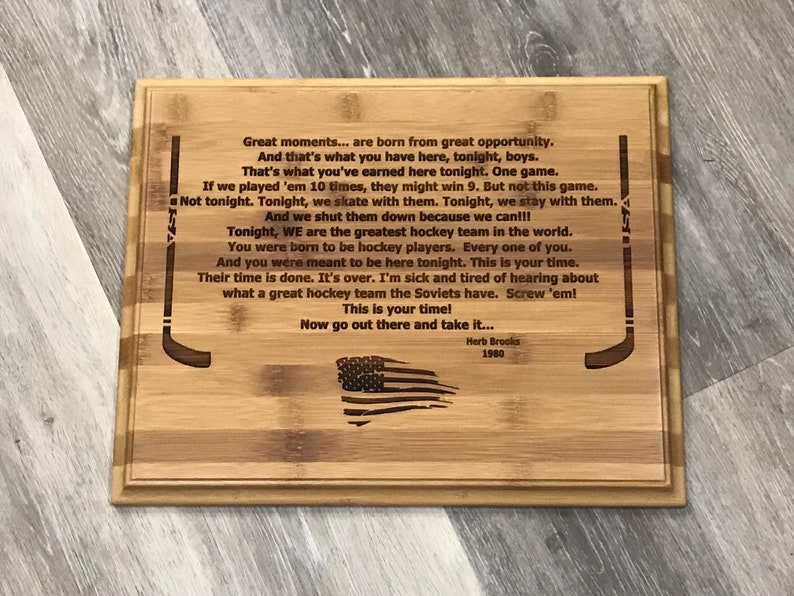 Great moments... are born from great opportunity.
And that's what you have here, tonight, boys.
That's what you've earned here tonight. One game.
If we played 'em 10 times, they might win 9. But not this game.
Not tonight. Tonight, we skate with them. Tonight, we stay with them.
And we shut them down because we can!!!
Tonight, WE are the greatest hockey team in the world.
You were born to be hockey players. Every one of you.
And you were meant to be here tonight. This is your time.
Their time is done. It's over. I'm sick and tired of hearing about
what a great hockey team the Soviets have. Screw 'em!
This is your time!
Now go out there and take it...
Herb Brooks
1980
USA
USA